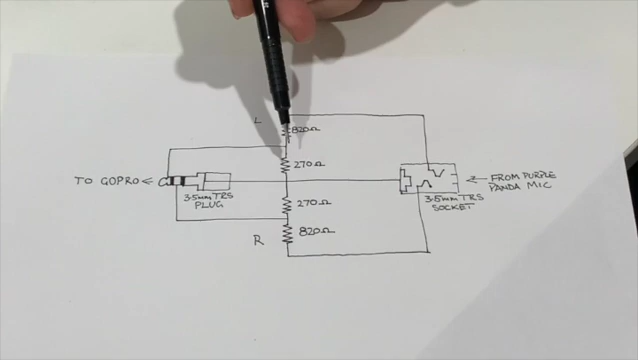 L
820Ω
270Ω
TO GOPRO
FROM PURPLE
PANDA MIC
3.5mm TRS
PLUG
270Ω
3.5mm TRS
SOCKET
R
820Ω